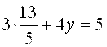 3·13/5 + 4y = 5